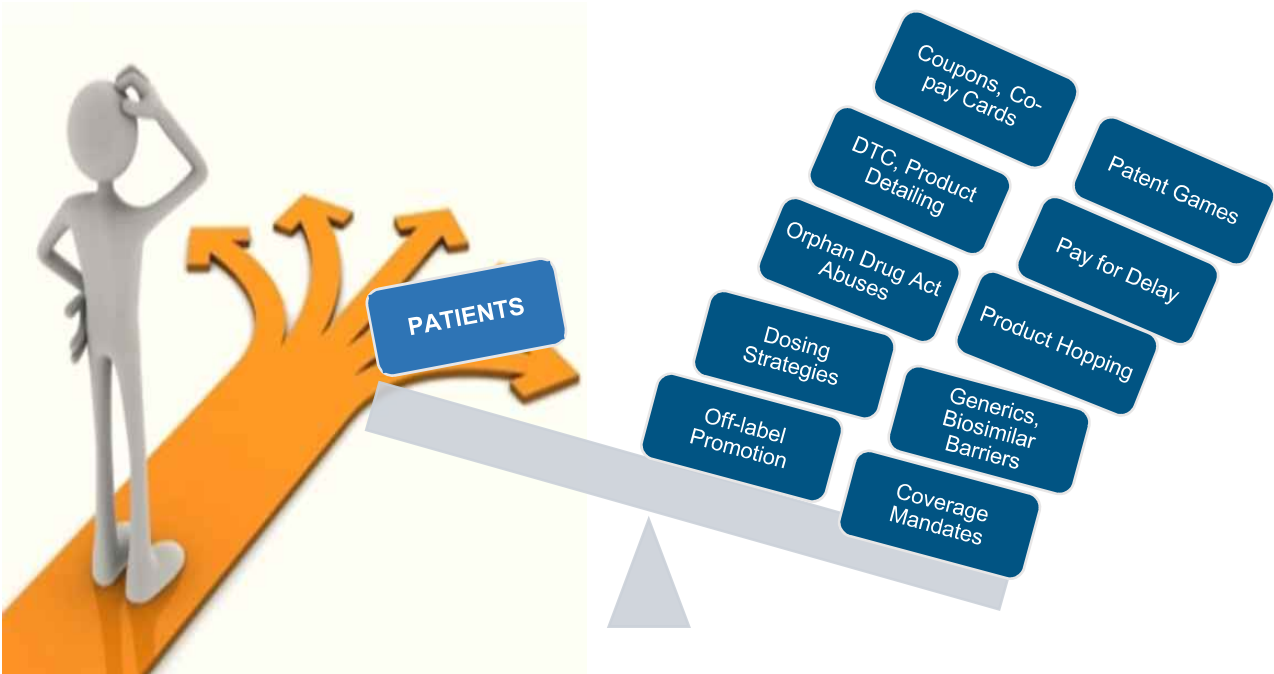 PATIENTS
Coupons, Co-
pay Cards
DTC, Product
Detailing
Orphan Drug Act
Abuses
Dosing
Strategies
Off-label
Promotion
Patent Games
Pay for Delay
Product Hopping
Generics,
Biosimilar
Barriers
Coverage
Mandates